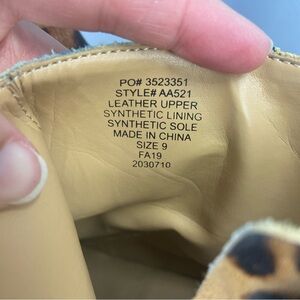 PO# 3523351
STYLE# AA521
LEATHER UPPER
SYNTHETIC LINING
SYNTHETIC SOLE
MADE IN CHINA
SIZE 9
FA19
2030710